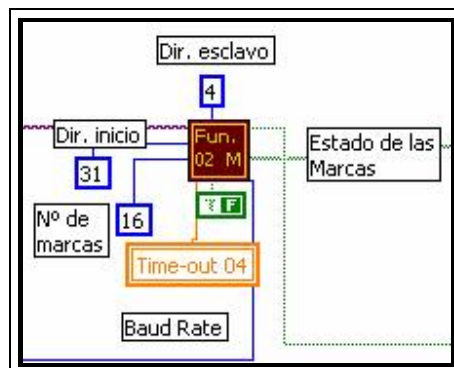 Dir. esclavo
4
Dir. inicio
Fun.
02 M
31
Estado de las
Marcas
Nº de
marcas
16
F
Time-out 04
Baud Rate